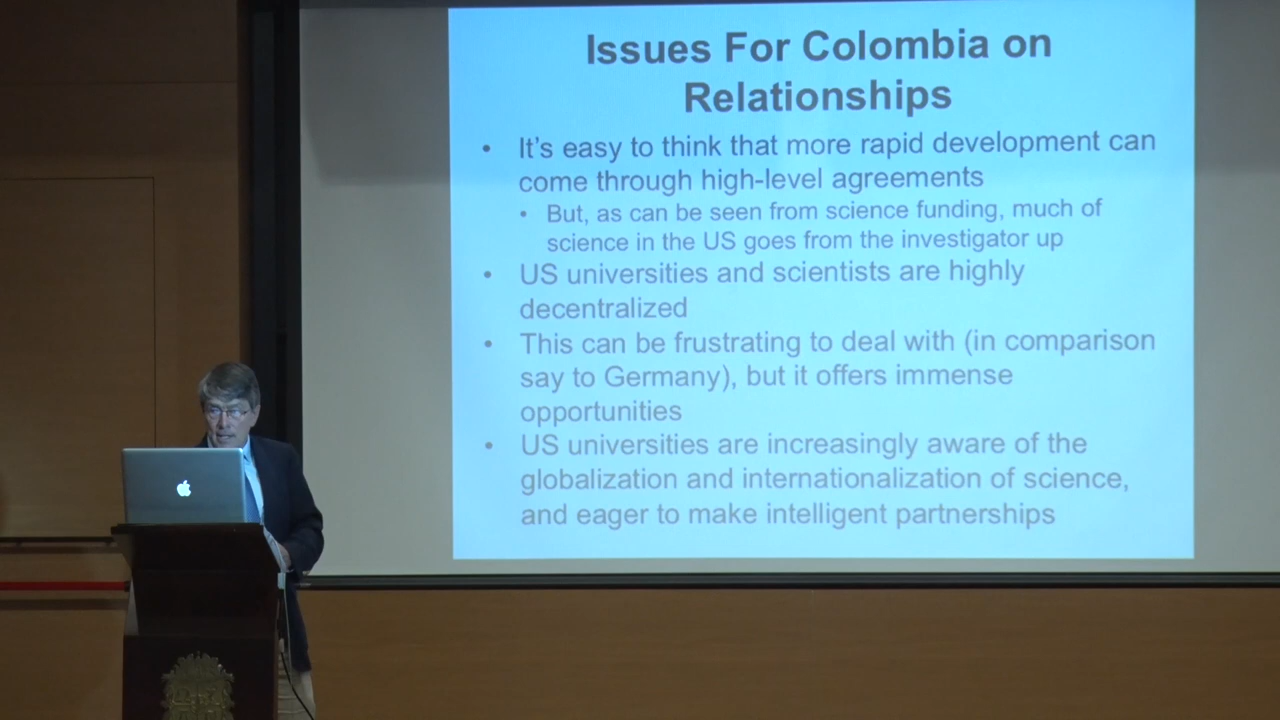 Issues For Colombia on
Relationships
• It's easy to think that more rapid development can
come through high-level agreements
• But, as can be seen from science funding, much of
science in the US goes from the investigator up
• US universities and scientists are highly
decentralized
• This can be frustrating to deal with (in comparison
say to Germany), but it offers immense
opportunities
• US universities are increasingly aware of the
globalization and internationalization of science,
and eager to make intelligent partnerships